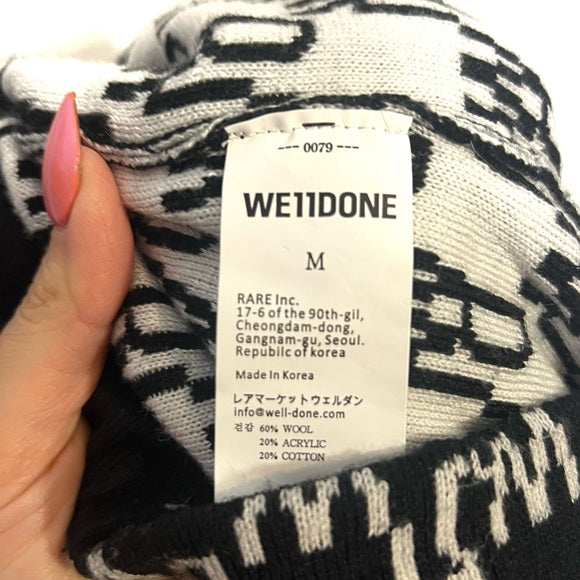 --- 0079 ---
WE11DONE
M
RARE Inc.
17-6 of the 90th-gil,
Cheongdam-dong,
Gangnam-gu, Seoul.
Republic of korea
Made In Korea
レアマーケットウェルダン
info@well-done.com
겉감 60% WOOL
20% ACRYLIC
20% COTTON